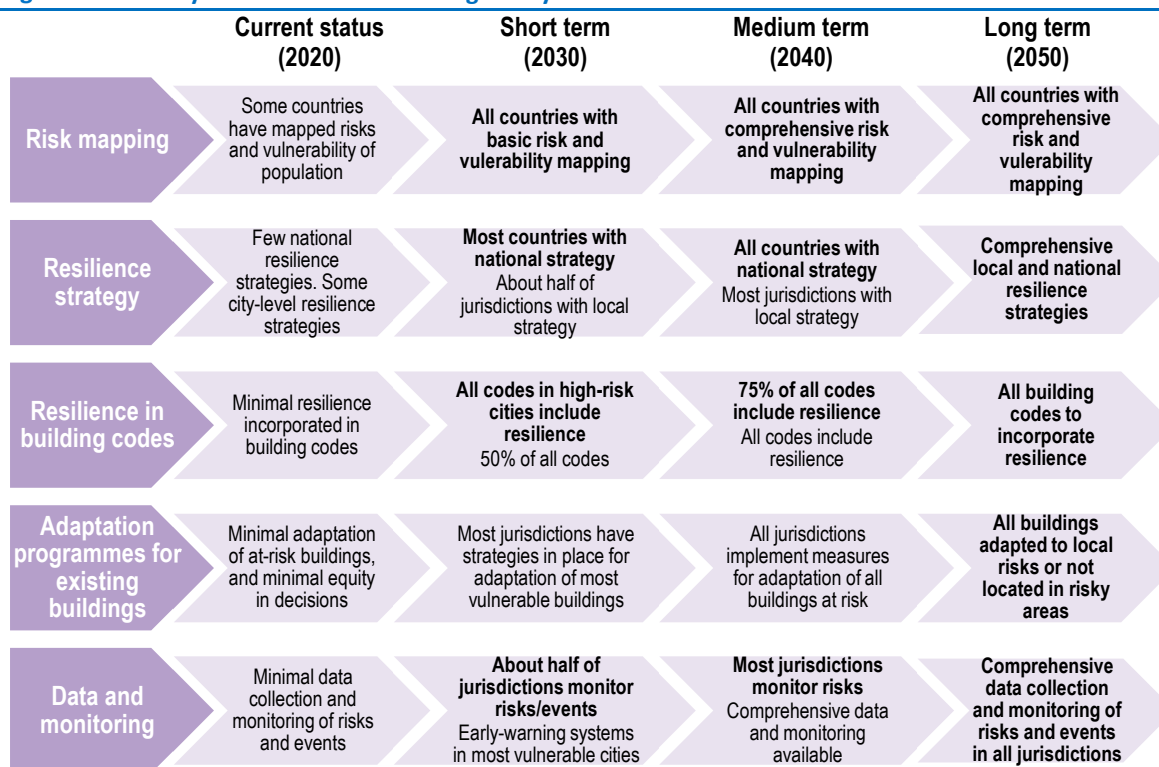 Current status
(2020)
Short term
(2030)
Medium term
(2040)
Long term
(2050)
Risk mapping
Some countries
have mapped risks
and vulnerability of
population
All countries with
basic risk and
vulerability mapping
All countries with
comprehensive risk
and vulnerability
mapping
All countries with
comprehensive
risk and
vulerability
mapping
Resilience
strategy
Few national
resilience
strategies. Some
city-level resilience
strategies
Most countries with
national strategy
About half of
jurisdictions with local
strategy
All countries with
national strategy
Most jurisdictions with
local strategy
Comprehensive
local and national
resilience
strategies
Resilience in
building codes
Minimal resilience
incorporated in
building codes
All codes in high-risk
cities include
resilience
50% of all codes
75% of all codes
include resilience
All codes include
resilience
All building
codes to
incorporate
resilience
Adaptation
programmes for
existing
buildings
Minimal adaptation
of at-risk buildings,
and minimal equity
in decisions
Most jurisdictions have
strategies in place for
adaptation of most
vulnerable buildings
All jurisdictions
implement measures
for adaptation of all
buildings at risk
All buildings
adapted to local
risks or not
located in risky
areas
Data and
monitoring
Minimal data
collection and
monitoring of risks
and events
About half of
jurisdictions monitor
risks/events
Early-warning systems
in most vulnerable cities
Most jurisdictions
monitor risks
Comprehensive data
and monitoring
available
Comprehensive
data collection
and monitoring of
risks and events
in all jurisdictions